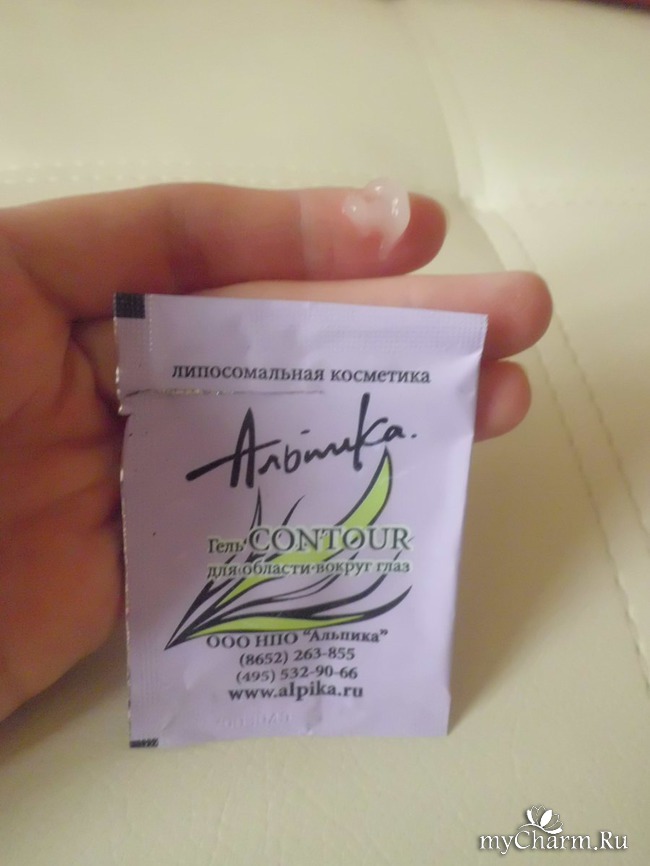 липосомальная косметика
Альпика.
Гель CONTOUR
для области вокруг глаз
ООО НПО "Альпика"
(8652) 263-855
(495) 532-90-66
www.alpika.ru
myCharm.Ru